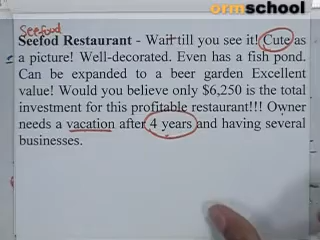 ormschool
Seefood
Seefod Restaurant - Wait till you see it! Cute as
a picture! Well-decorated. Even has a fish pond.
Can be expanded to a beer garden Excellent
value! Would you believe only $6,250 is the total
investment for this profitable restaurant!!! Owner
needs a vacation after 4 years and having several
businesses.